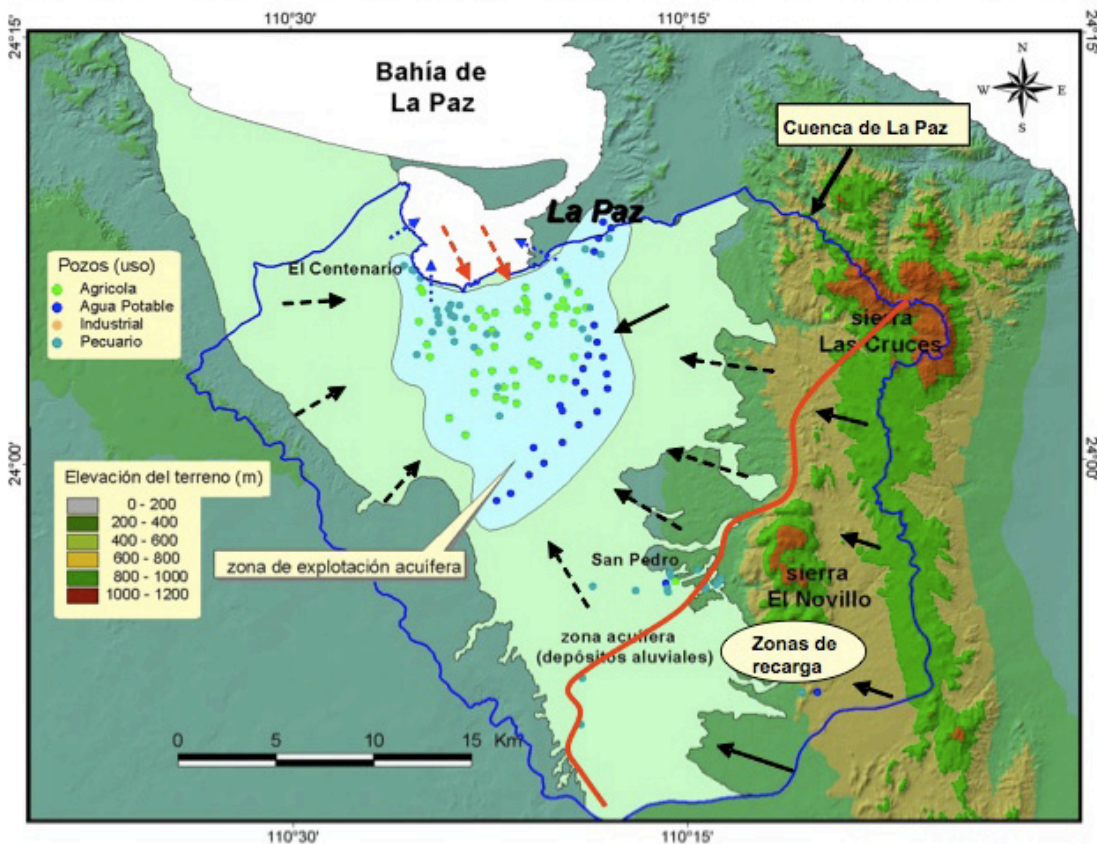 110°30'
110°15'
24°15'
24°15'
Bahía de
La Paz
N
W
E
S
Cuenca de La Paz
La Paz
El Centenario
Pozos (uso)
Agricola
Agua Potable
Industrial
Pecuario
sierra
Las Cruces
24°00'
24°00'
Elevación del terreno (m)
0 - 200
200 - 400
400 - 600
600 - 800
800 - 1000
1000 - 1200
zona de explotación acuífera
San Pedro
sierra
El Novillo
zona acuífera
(depósitos aluviales)
Zonas de
recarga
0
5
10
15
Km
110°30'
110°15'